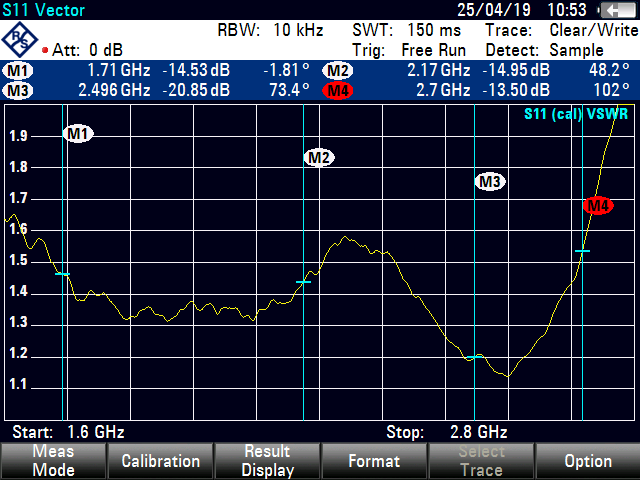 S11 Vector 25/04/19 10:53
RBW: 10 kHz SWT: 150 ms Trace: Clear/Write
R&S Att: 0 dB Trig: Free Run Detect: Sample
M1 1.71 GHz -14.53 dB -1.81 º M2 2.17 GHz -14.95 dB 48.2 º
M3 2.496 GHz -20.85 dB 73.4 º M4 2.7 GHz -13.50 dB 102 º
S11 (cal) VSWR
1.9
M1
1.8
M2
1.7
M3
M4
1.6
1.5
1.4
1.3
1.2
1.1
Start: 1.6 GHz Stop: 2.8 GHz
Meas Mode
Calibration
Result Display
Format
Select Trace
Option